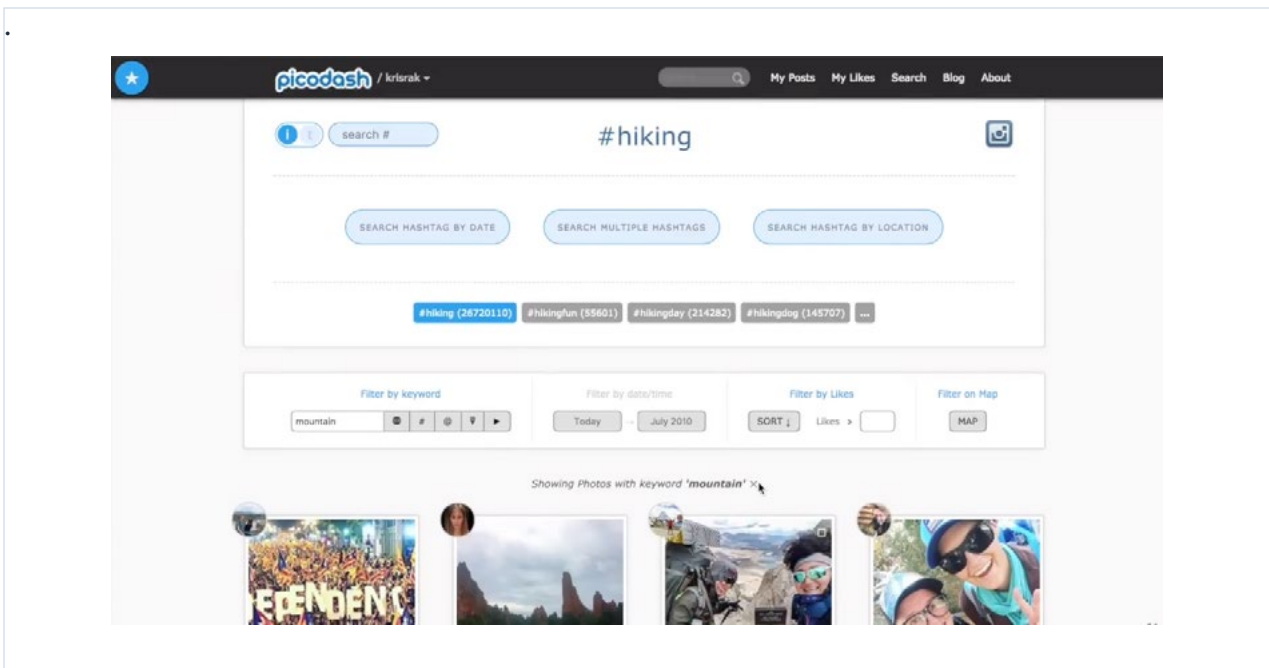 picodash / krisrak
My Posts My Likes Search Blog About
i t search # #hiking
SEARCH HASHTAG BY DATE SEARCH MULTIPLE HASHTAGS SEARCH HASHTAG BY LOCATION
#hiking (26720110) #hikingfun (55601) #hikingday (214282) #hikingdog (145707) ...
Filter by keyword Filter by date/time Filter by Likes Filter on Map
mountain # @ Today → July 2010 SORT ↓ Likes > MAP
Showing Photos with keyword 'mountain' ×
EPENDENC